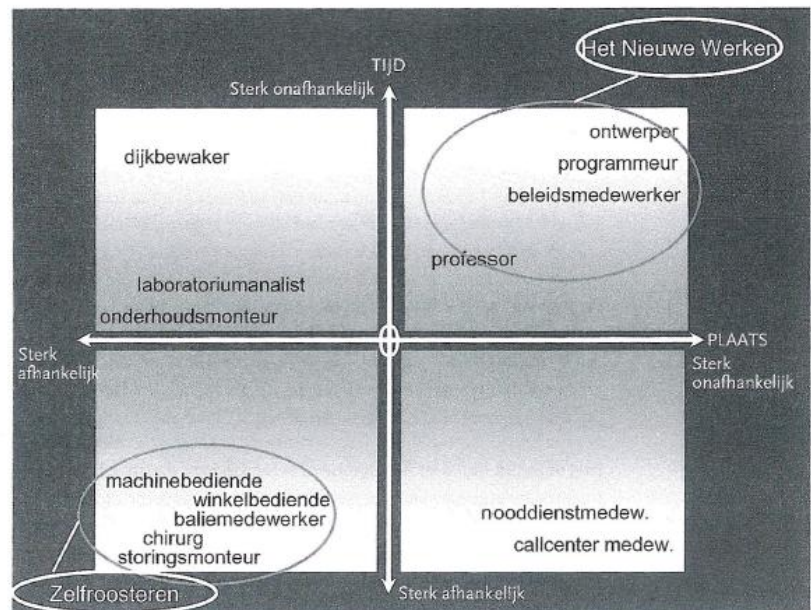 Het Nieuwe Werken
TIJD
Sterk onafhankelijk
dijkbewaker
laboratoriumanalist
onderhoudsmonteur
ontwerper
programmeur
beleidsmedewerker
professor
Sterk
afhankelijk
PLAATS
Sterk
onafhankelijk
machinebediende
winkelbediende
baliemedewerker
chirurg
storingsmonteur
nooddienstmedew.
callcenter medew.
Zelfroosteren
Sterk afhankelijk